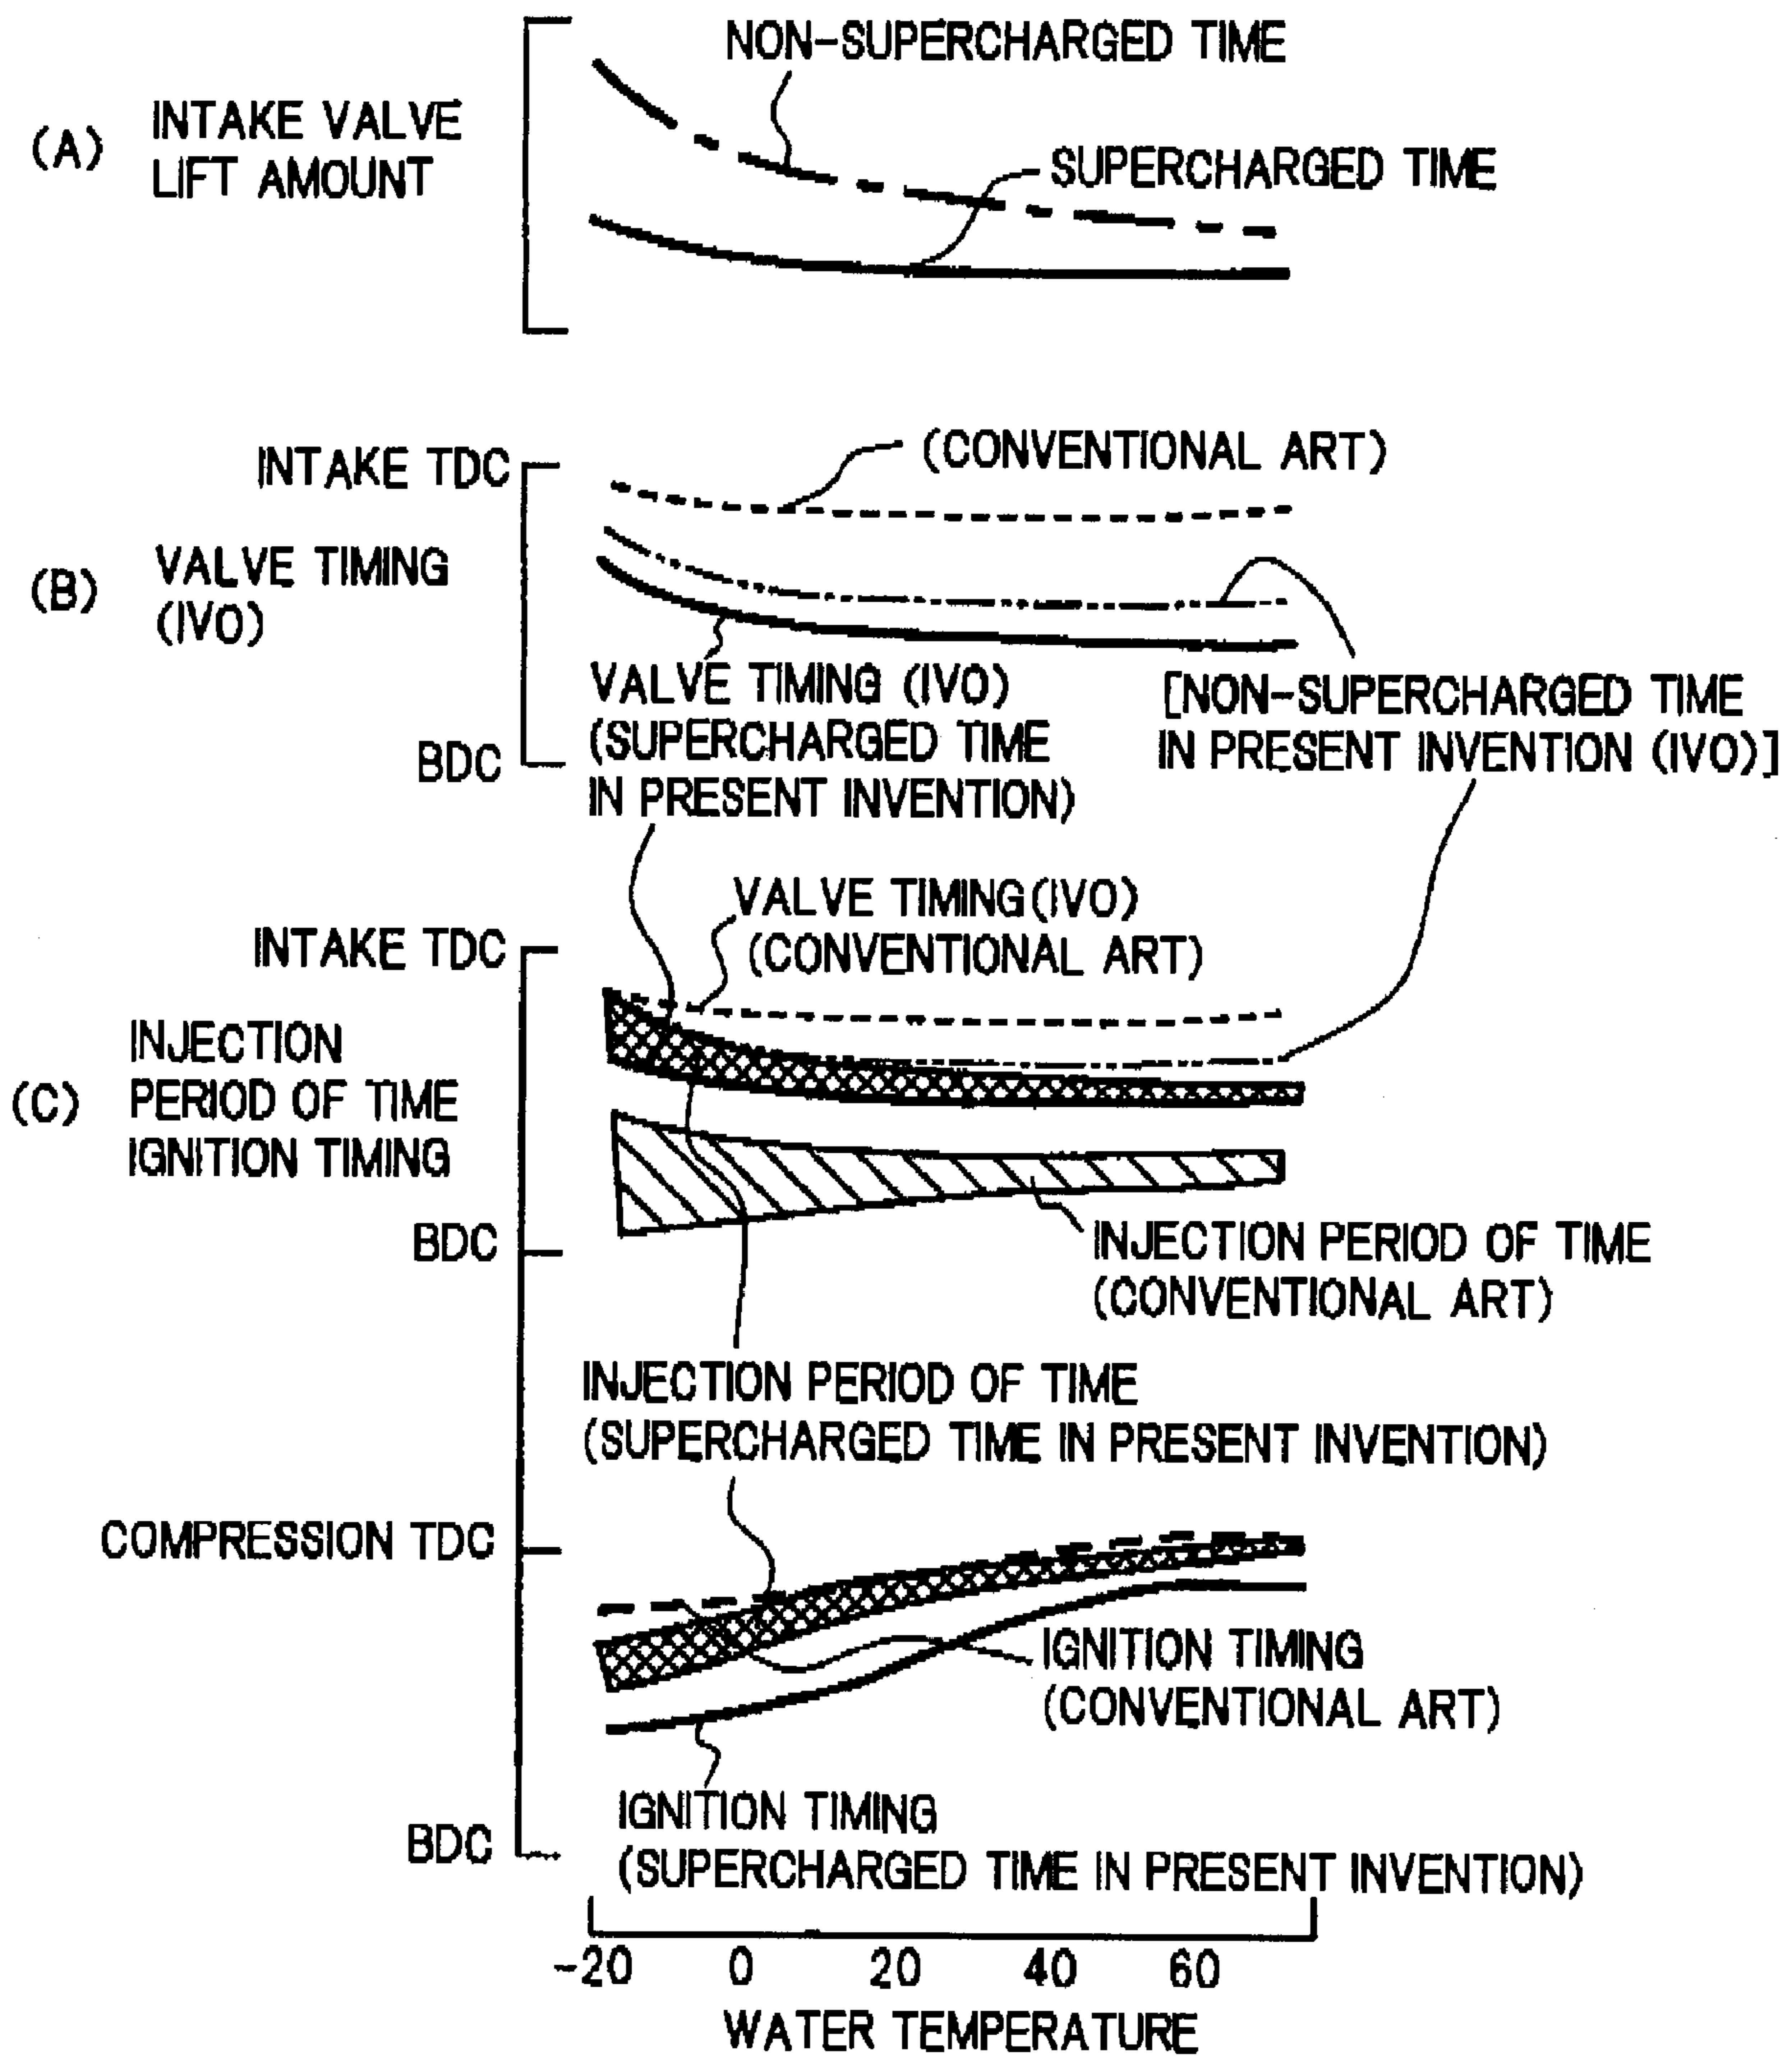 NON-SUPERCHARGED TIME
(A)
INTAKE VALVE
LIFT AMOUNT
SUPERCHARGED TIME
INTAKE TDC
(CONVENTIONAL ART)
(B)
VALVE TIMING
(IVO)
BDC
VALVE TIMING (IVO)
(SUPERCHARGED TIME
IN PRESENT INVENTION)
[NON-SUPERCHARGED TIME
IN PRESENT INVENTION (IVO)]
VALVE TIMING(IVO)
(CONVENTIONAL ART)
INTAKE TDC
(C)
INJECTION
PERIOD OF TIME
IGNITION TIMING
BDC
INJECTION PERIOD OF TIME
(CONVENTIONAL ART)
INJECTION PERIOD OF TIME
(SUPERCHARGED TIME IN PRESENT INVENTION)
COMPRESSION TDC
IGNITION TIMING
(CONVENTIONAL ART)
IGNITION TIMING
(SUPERCHARGED TIME IN PRESENT INVENTION)
BDC
-20 0 20 40 60
WATER TEMPERATURE